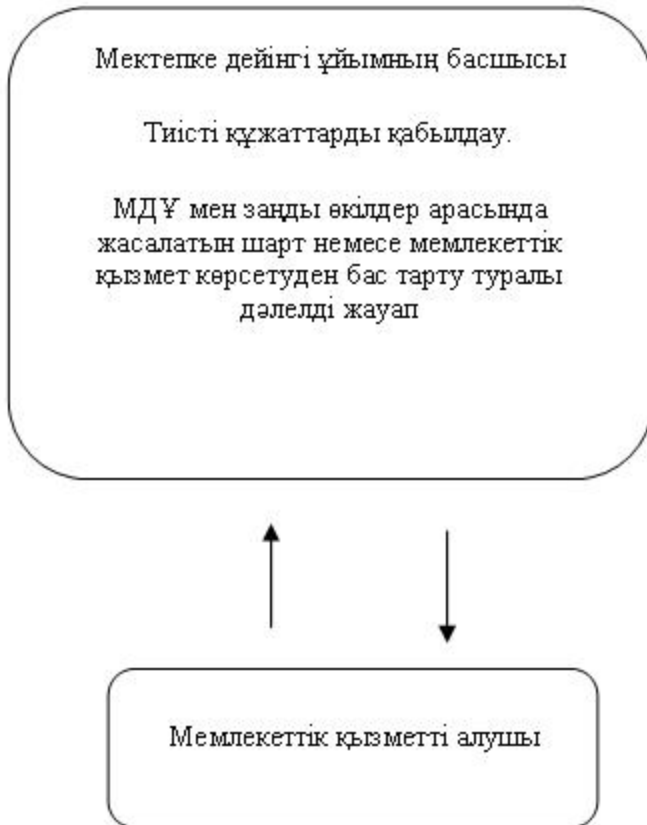 Мектепке дейінгі ұйымның басшысы
Тиісті құжаттарды қабылдау.
МДҰ мен заңды өкілдер арасында
жасалатын шарт немесе мемлекеттік
қызмет көрсетуден бас тарту туралы
дәлелді жауап
Мемлекеттік қызметті алушы